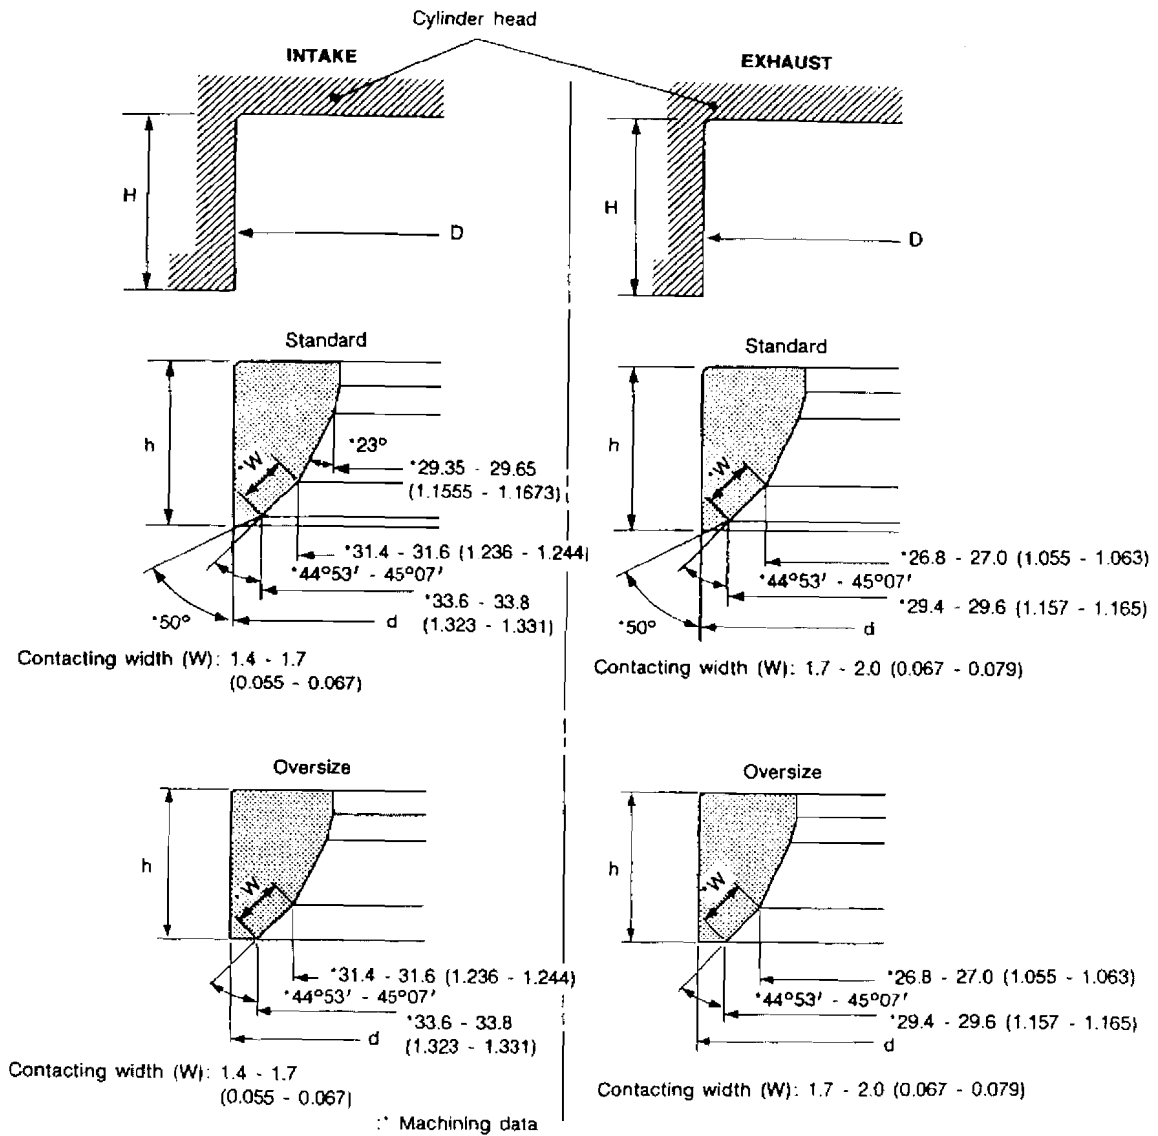 Cylinder head
INTAKE
EXHAUST
H
D
H
D
Standard
h
*W
*23°
*29.35 - 29.65
(1.1555 - 1.1673)
*31.4 - 31.6 (1.236 - 1.244)
*44°53′ - 45°07′
*33.6 - 33.8
(1.323 - 1.331)
*50°
d
Contacting width (W): 1.4 - 1.7
(0.055 - 0.067)
Standard
h
*W
*26.8 - 27.0 (1.055 - 1.063)
*44°53′ - 45°07′
*29.4 - 29.6 (1.157 - 1.165)
*50°
d
Contacting width (W): 1.7 - 2.0 (0.067 - 0.079)
Oversize
h
*W
*31.4 - 31.6 (1.236 - 1.244)
*44°53′ - 45°07′
*33.6 - 33.8
(1.323 - 1.331)
d
Contacting width (W): 1.4 - 1.7
(0.055 - 0.067)
Oversize
h
*W
*26.8 - 27.0 (1.055 - 1.063)
*44°53′ - 45°07′
*29.4 - 29.6 (1.157 - 1.165)
d
Contacting width (W): 1.7 - 2.0 (0.067 - 0.079)
:* Machining data